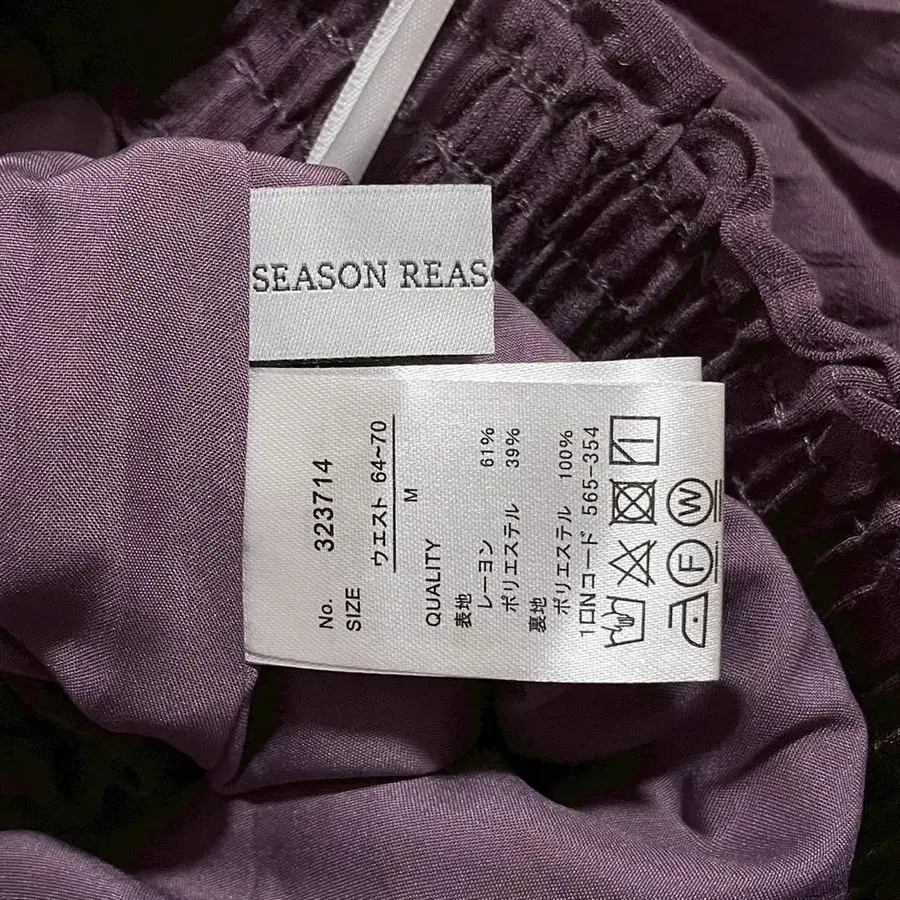 SEASON REAS
No. 323714
SIZE ウエスト 64~70
M
QUALITY
表地
レーヨン 61%
ポリエステル 39%
裏地
ポリエステル 100%
1ロNコード 565-354
W
F